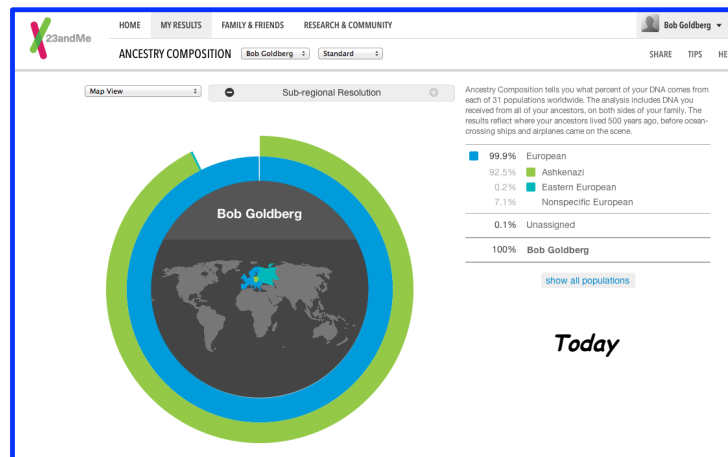 23andMe
HOME MY RESULTS FAMILY & FRIENDS RESEARCH & COMMUNITY
Bob Goldberg
ANCESTRY COMPOSITION Bob Goldberg Standard
SHARE TIPS HE
Map View
Sub-regional Resolution
Ancestry Composition tells you what percent of your DNA comes from
each of 31 populations worldwide. The analysis includes DNA you
received from all of your ancestors, on both sides of your family. The
results reflect where your ancestors lived 500 years ago, before ocean-
crossing ships and airplanes came on the scene.
99.9% European
92.5% Ashkenazi
0.2% Eastern European
7.1% Nonspecific European
0.1% Unassigned
100% Bob Goldberg
show all populations
Bob Goldberg
Today